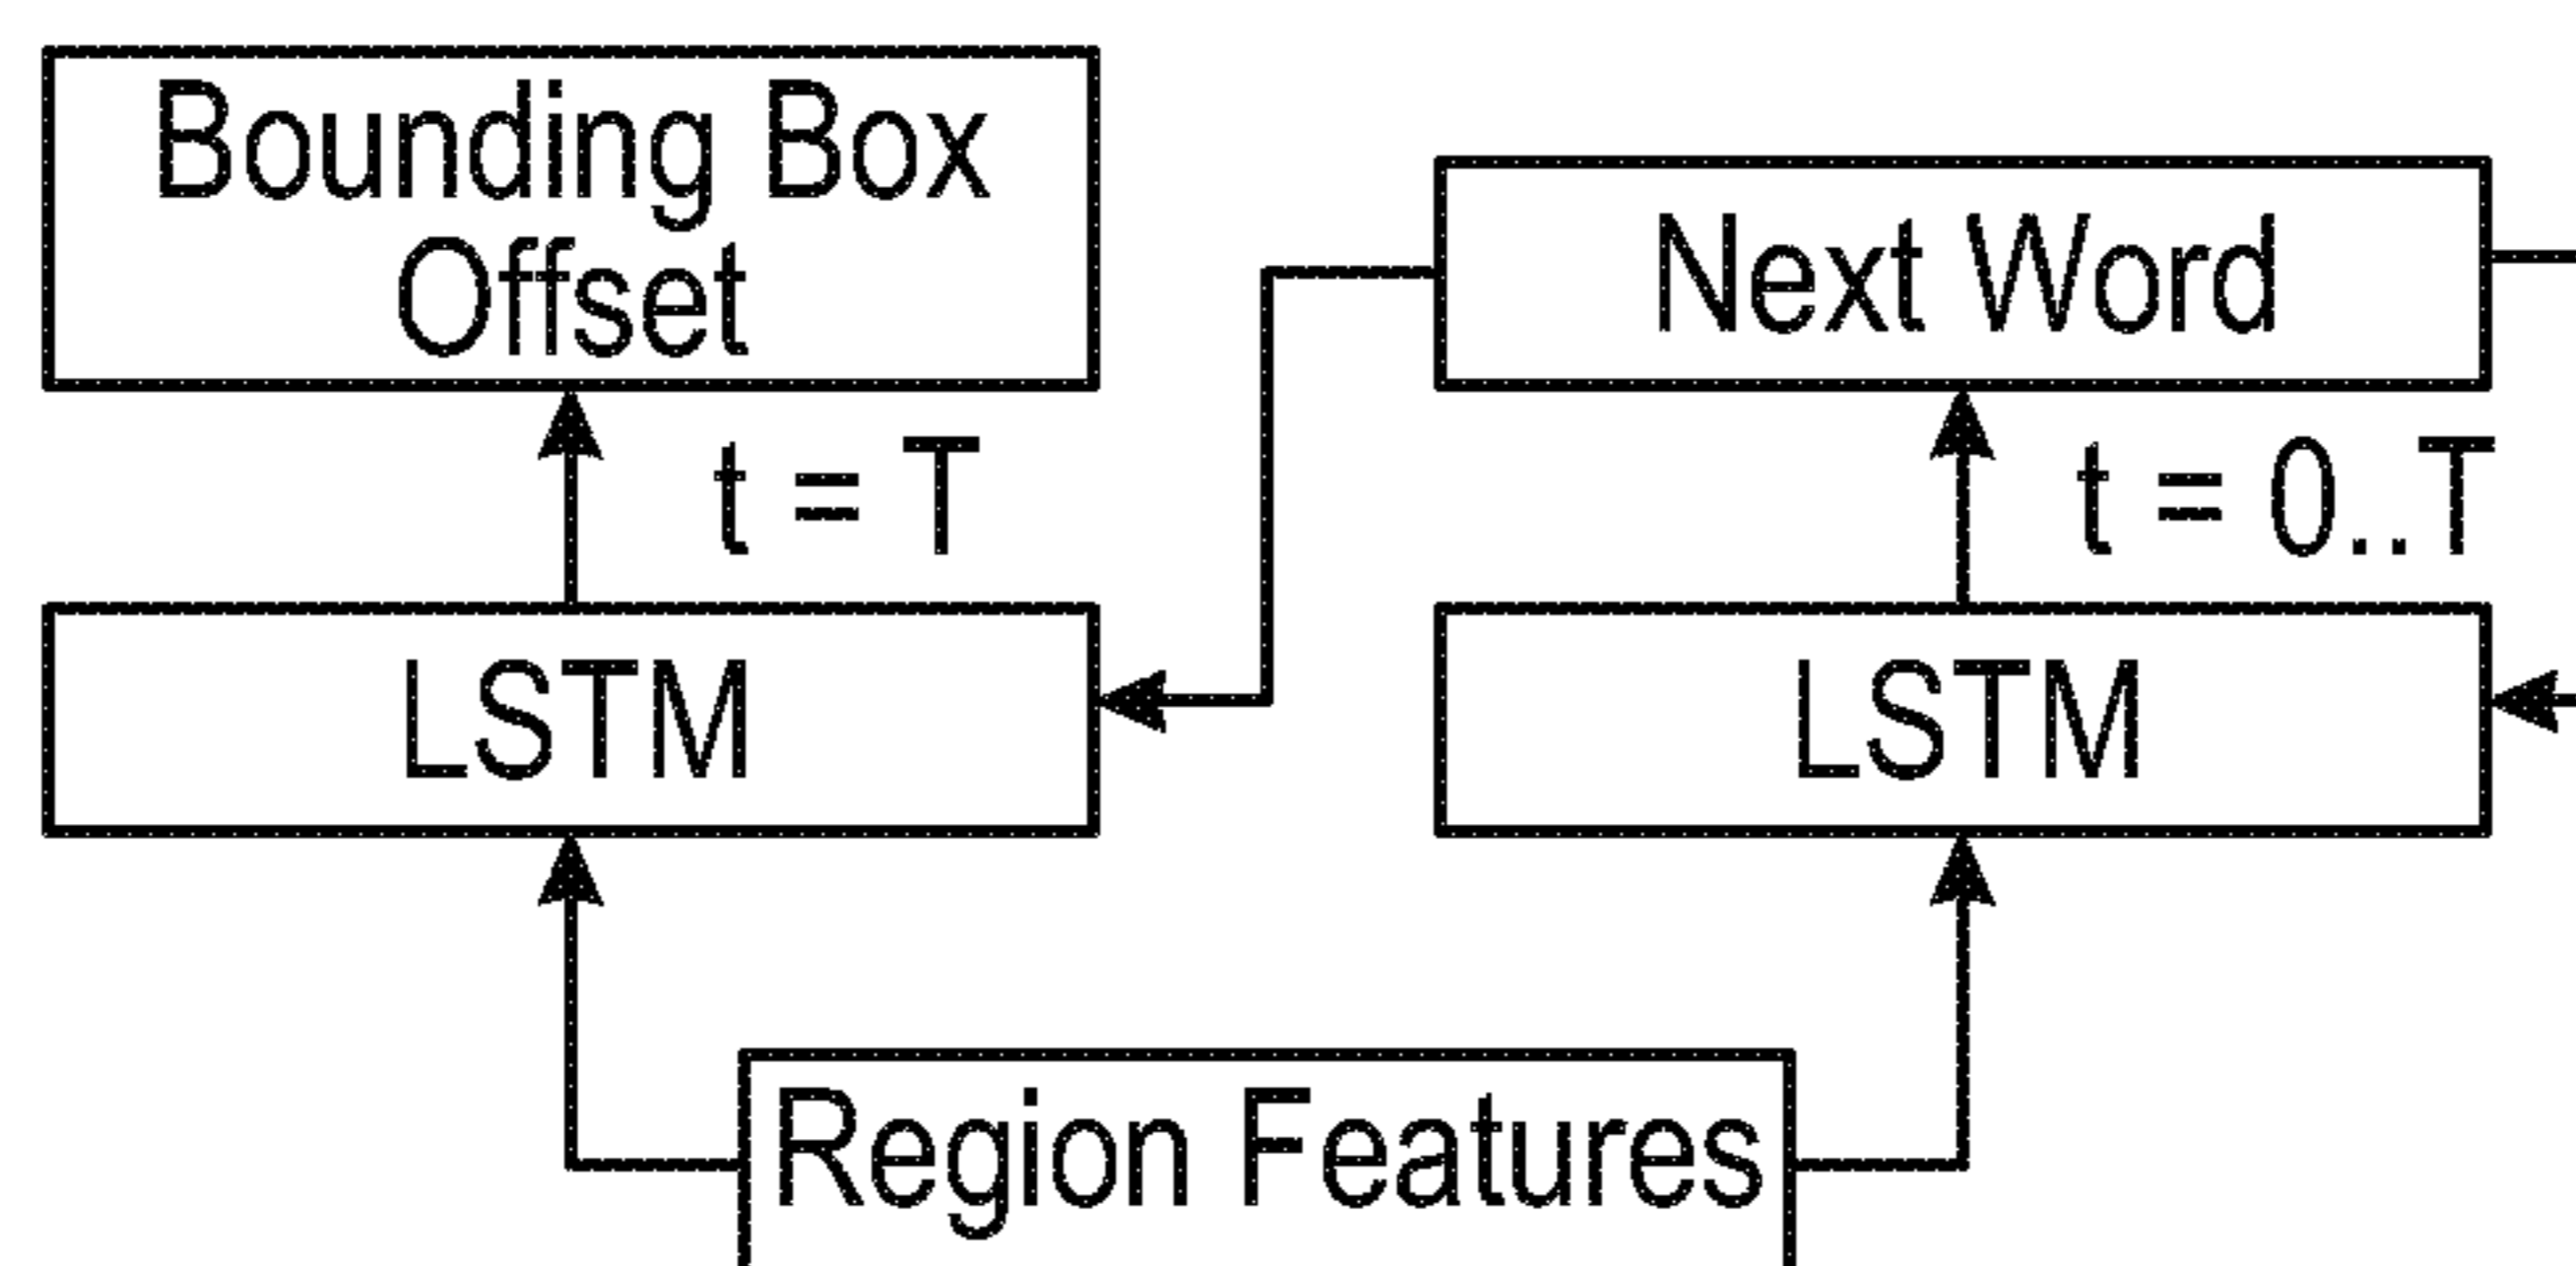 Bounding Box
Offset
Next Word
t = T
t = 0..T
LSTM
LSTM
Region Features